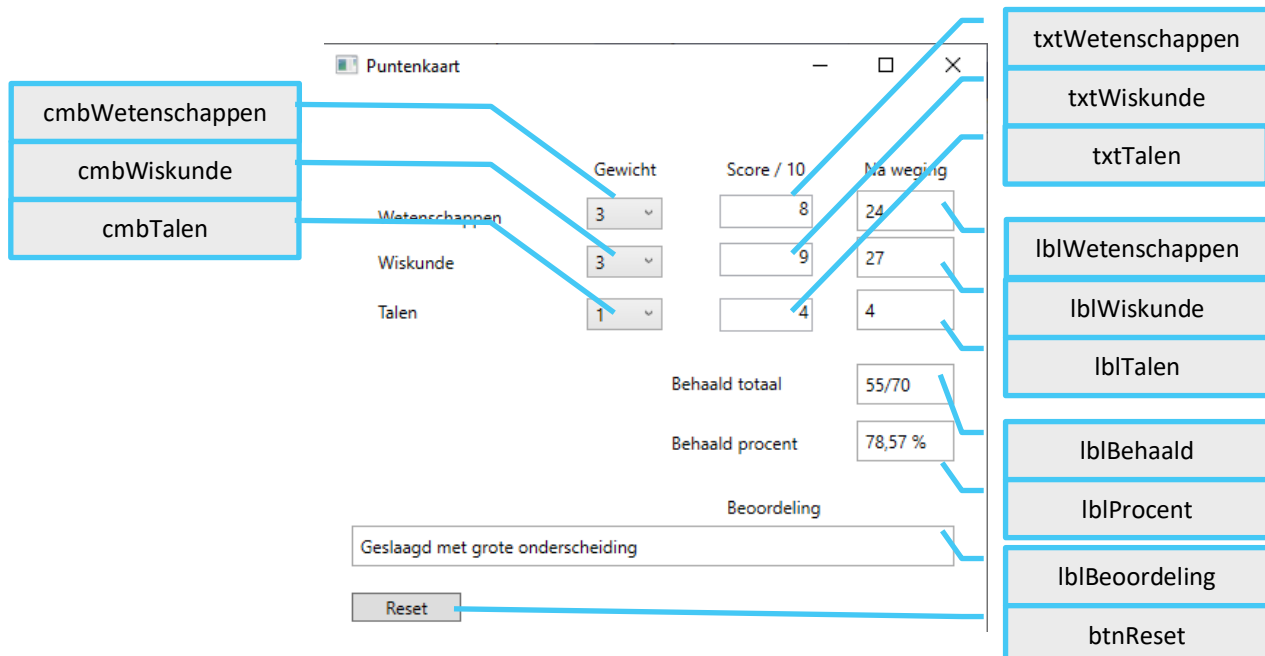 txtWetenschappen
txtWiskunde
txtTalen
Puntenkaart
cmbWetenschappen
cmbWiskunde
cmbTalen
Gewicht Score / 10 Na weging
Wetenschappen 3 8 24
Wiskunde 3 9 27
Talen 1 4 4
lblWetenschappen
lblWiskunde
lblTalen
Behaald totaal 55/70
Behaald procent 78,57 %
lblBehaald
lblProcent
Beoordeling
Geslaagd met grote onderscheiding
lblBeoordeling
Reset
btnReset